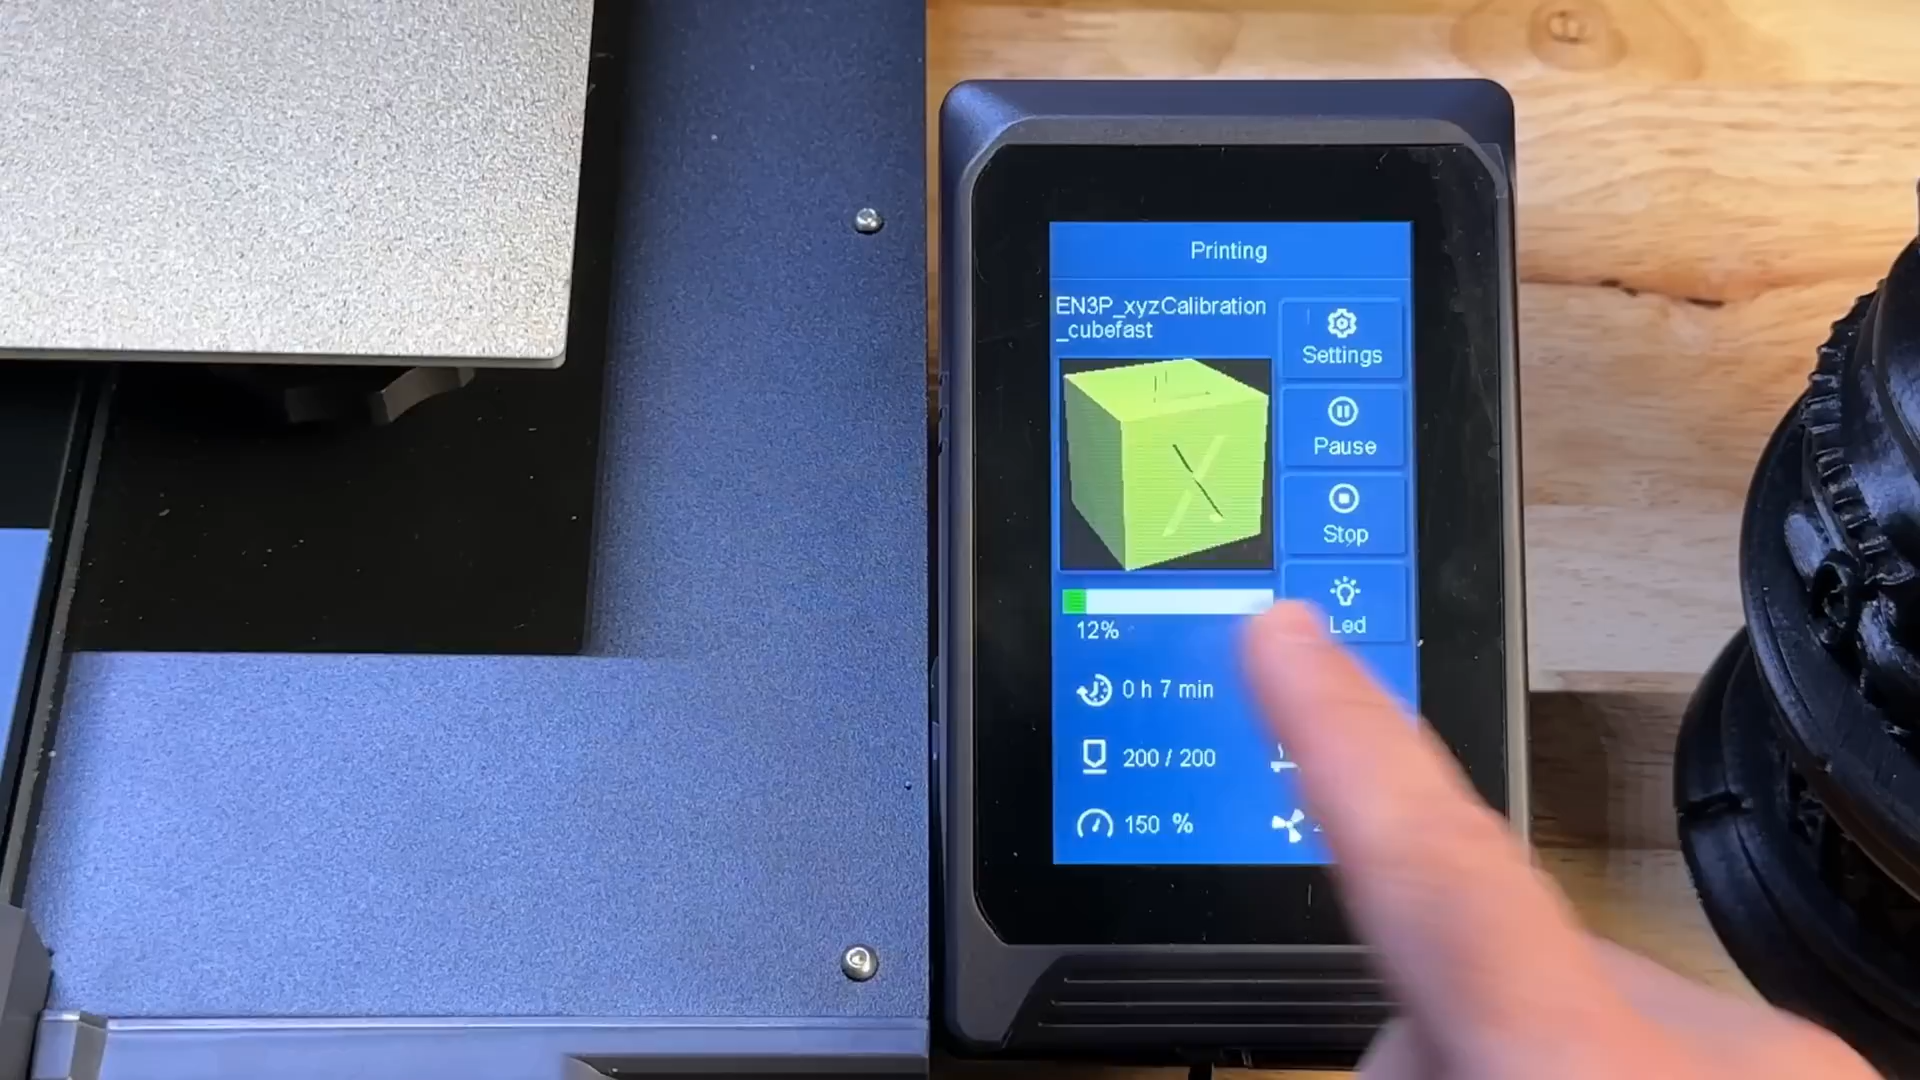 Printing
EN3P_xyzCalibration
_cubefast
Settings
X
Pause
Stop
Led
12%
0 h 7 min
200 / 200
150 %